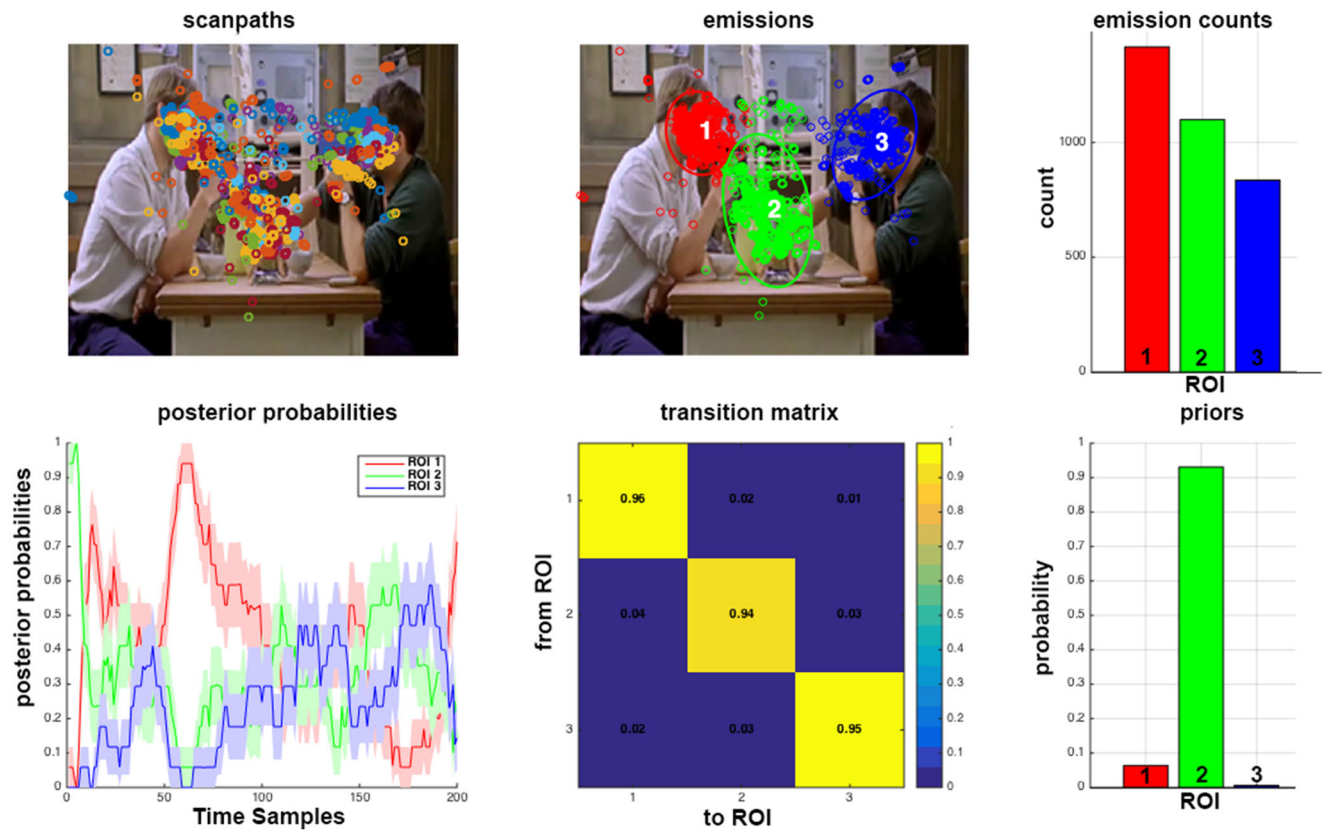 scanpaths
emissions
1
2
3
emission counts
count
1000
500
0
1 2 3
ROI
posterior probabilities
posterior probabilities
1
0.9
0.8
0.7
0.6
0.5
0.4
0.3
0.2
0.1
0
ROI 1
ROI 2
ROI 3
0 50 100 150 200
Time Samples
transition matrix
from ROI
1
2
3
0.96 0.02 0.01
0.04 0.94 0.03
0.02 0.03 0.95
1 2 3
to ROI
1
0.9
0.8
0.7
0.6
0.5
0.4
0.3
0.2
0.1
0
priors
probability
1
0.9
0.8
0.7
0.6
0.5
0.4
0.3
0.2
0.1
0
1 2 3
ROI